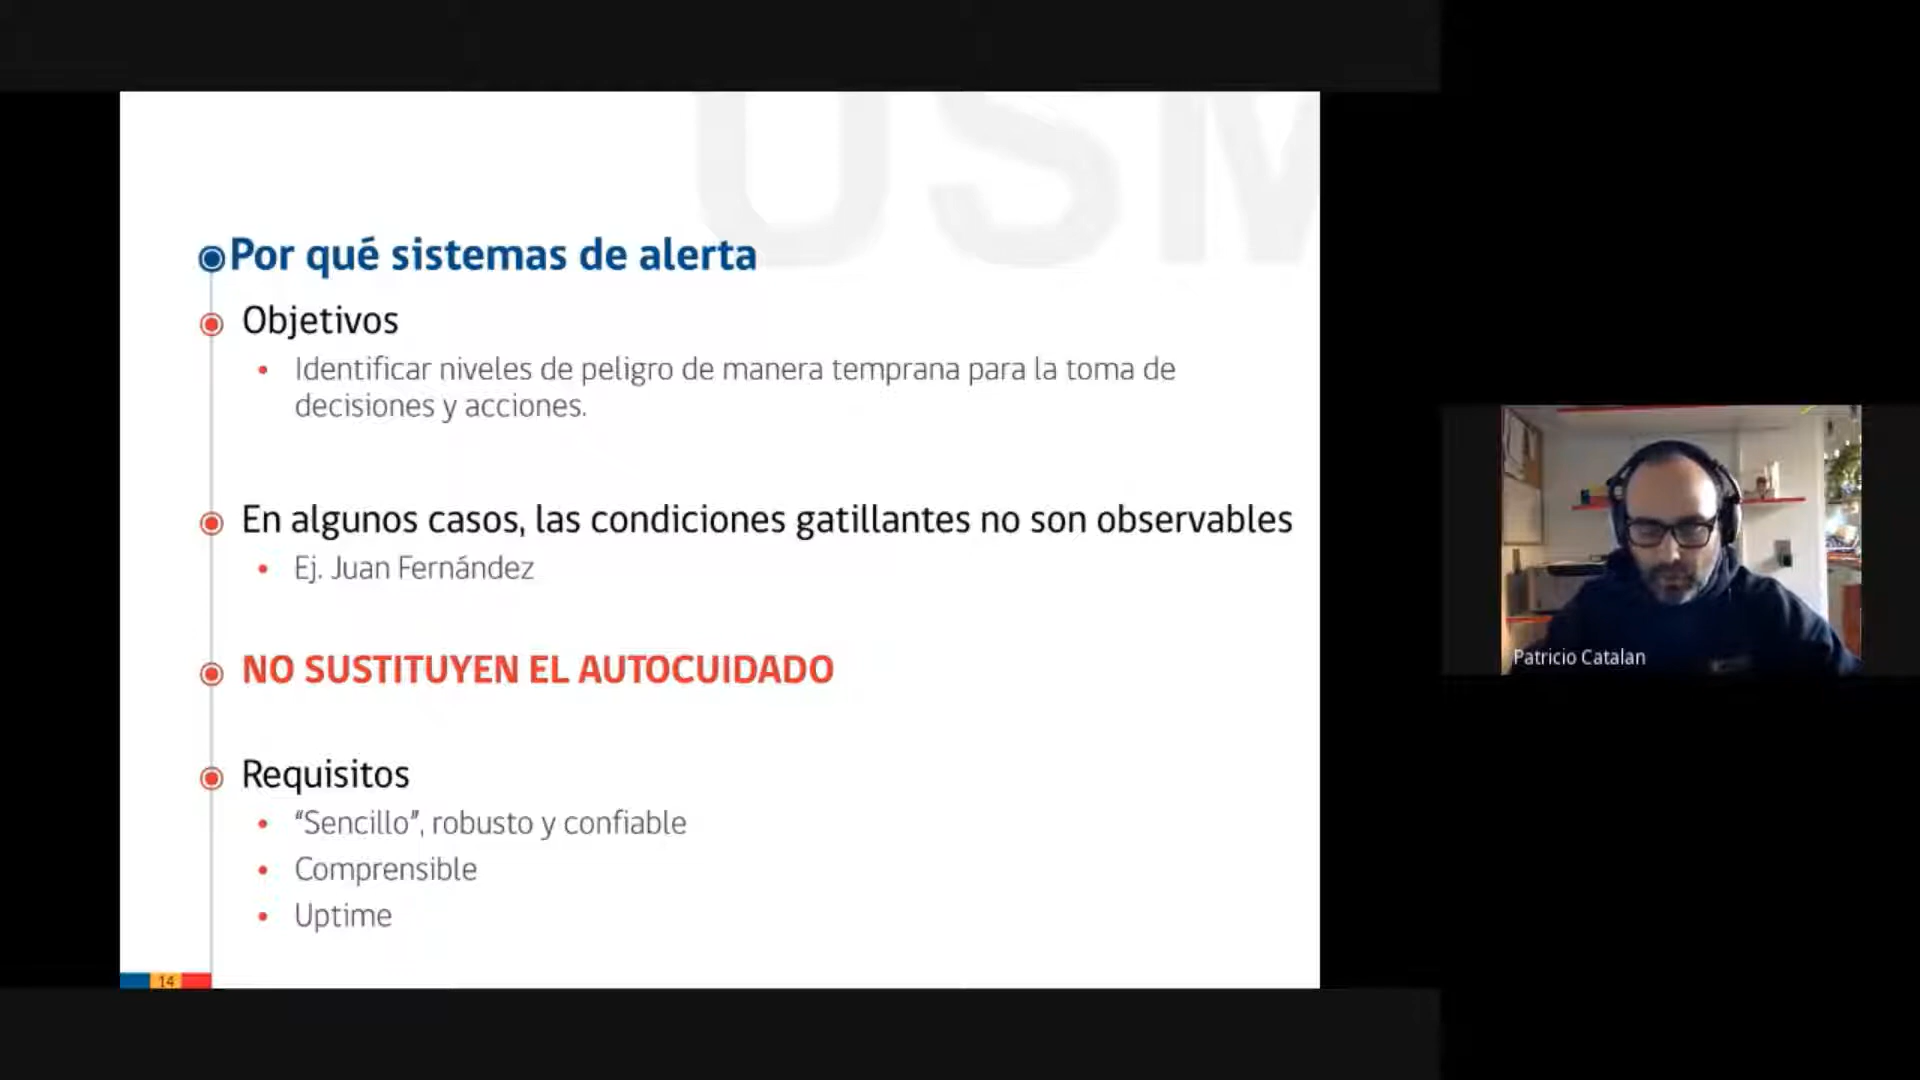 USM
Por qué sistemas de alerta
Objetivos
Identificar niveles de peligro de manera temprana para la toma de
decisiones y acciones.
En algunos casos, las condiciones gatillantes no son observables
Ej. Juan Fernández
NO SUSTITUYEN EL AUTOCUIDADO
Requisitos
“Sencillo”, robusto y confiable
Comprensible
Uptime
14
Patricio Catalan